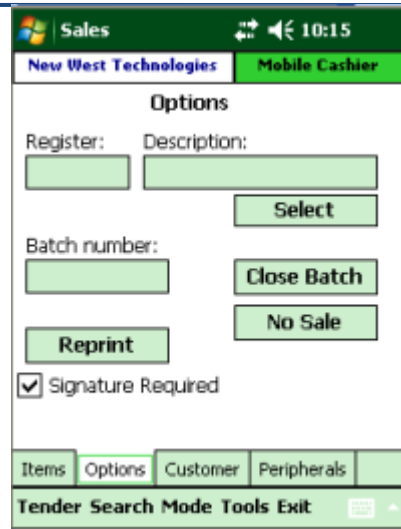 Sales 10:15
New West Technologies Mobile Cashier
Options
Register: Description:
Select
Batch number:
Close Batch
No Sale
Reprint
Signature Required
Items Options Customer Peripherals
Tender Search Mode Tools Exit